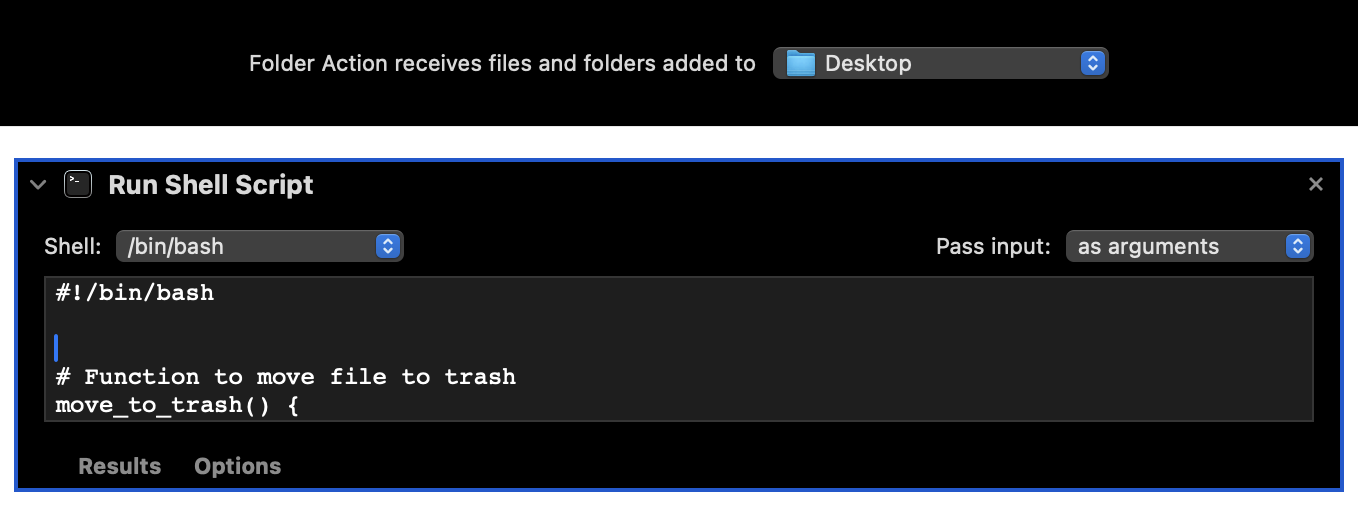 Folder Action receives files and folders added to Desktop
>_ Run Shell Script
Shell: /bin/bash Pass input: as arguments
#!/bin/bash
# Function to move file to trash
move_to_trash() {
Results Options